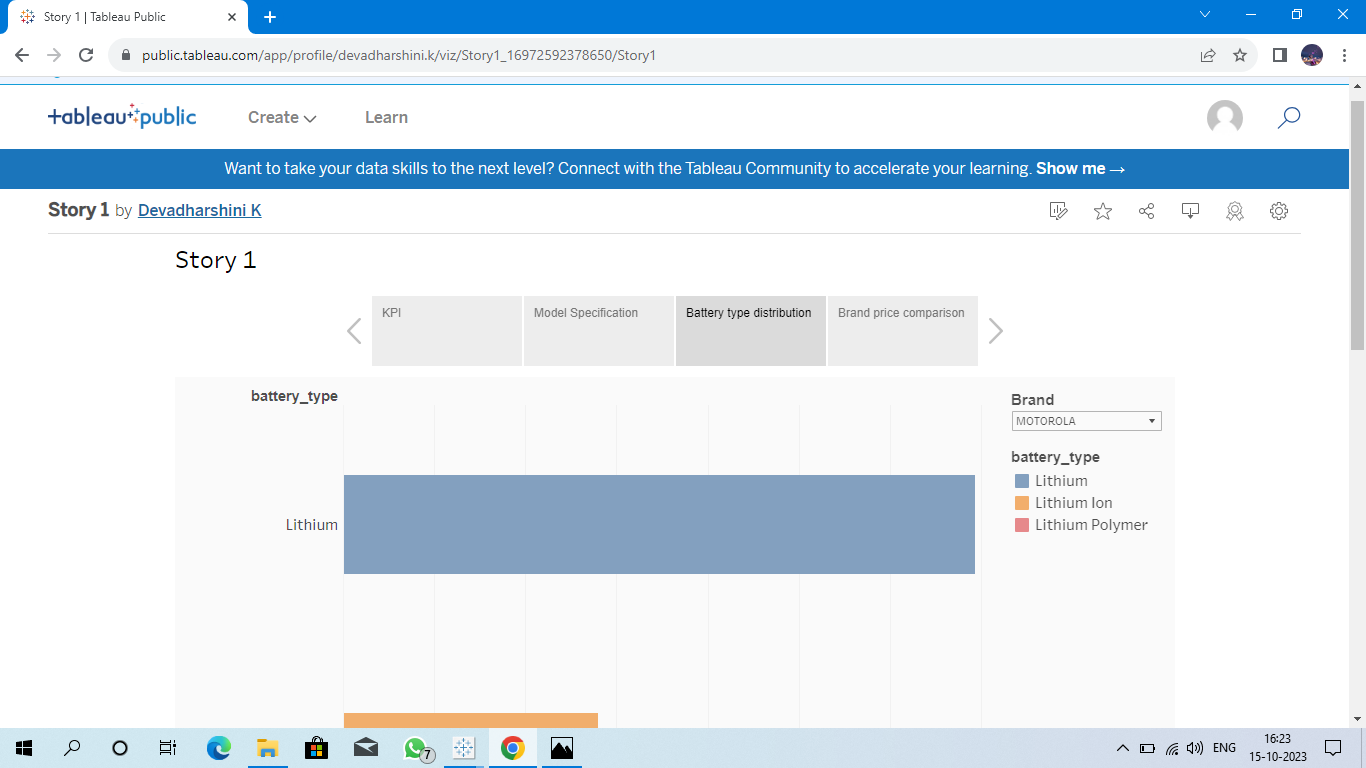 Story 1 | Tableau Public
public.tableau.com/app/profile/devadharshini.k/viz/Story1_16972592378650/Story1
tableau public
Create
Learn
Want to take your data skills to the next level? Connect with the Tableau Community to accelerate your learning. Show me →
Story 1 by Devadharshini K
Story 1
KPI
Model Specification
Battery type distribution
Brand price comparison
battery_type
Lithium
Brand
MOTOROLA
battery_type
Lithium
Lithium Ion
Lithium Polymer
7
ENG
16:23
15-10-2023